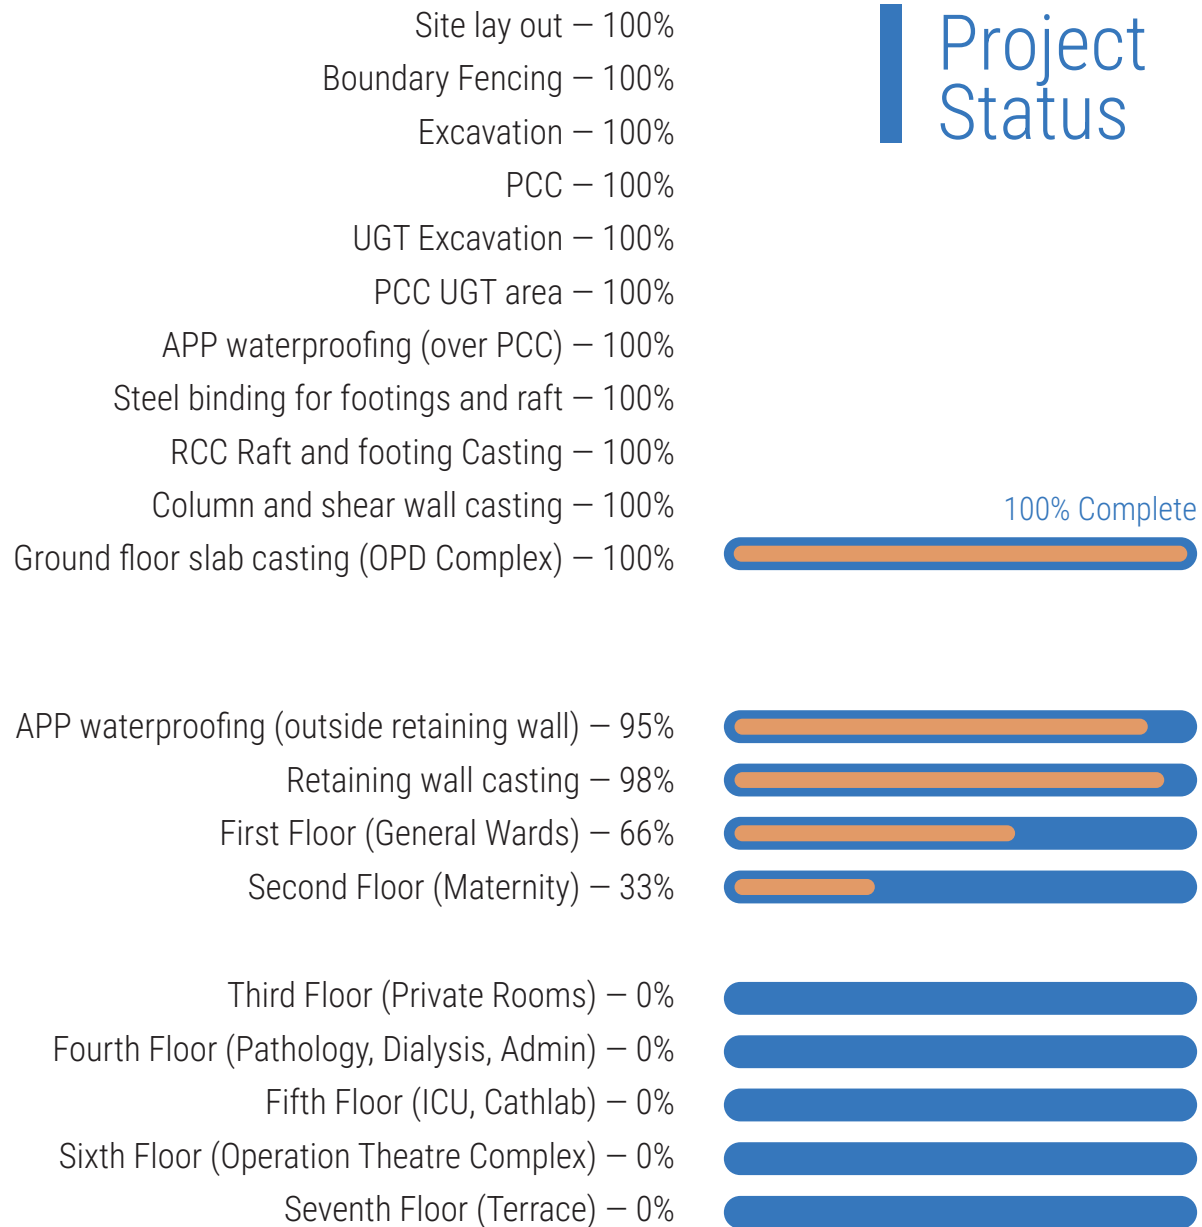 Project
Status
Site lay out – 100%
Boundary Fencing – 100%
Excavation – 100%
PCC – 100%
UGT Excavation – 100%
PCC UGT area – 100%
APP waterproofing (over PCC) – 100%
Steel binding for footings and raft – 100%
RCC Raft and footing Casting – 100%
Column and shear wall casting – 100%
100% Complete
Ground floor slab casting (OPD Complex) – 100%
APP waterproofing (outside retaining wall) – 95%
Retaining wall casting – 98%
First Floor (General Wards) – 66%
Second Floor (Maternity) – 33%
Third Floor (Private Rooms) – 0%
Fourth Floor (Pathology, Dialysis, Admin) – 0%
Fifth Floor (ICU, Cathlab) – 0%
Sixth Floor (Operation Theatre Complex) – 0%
Seventh Floor (Terrace) – 0%